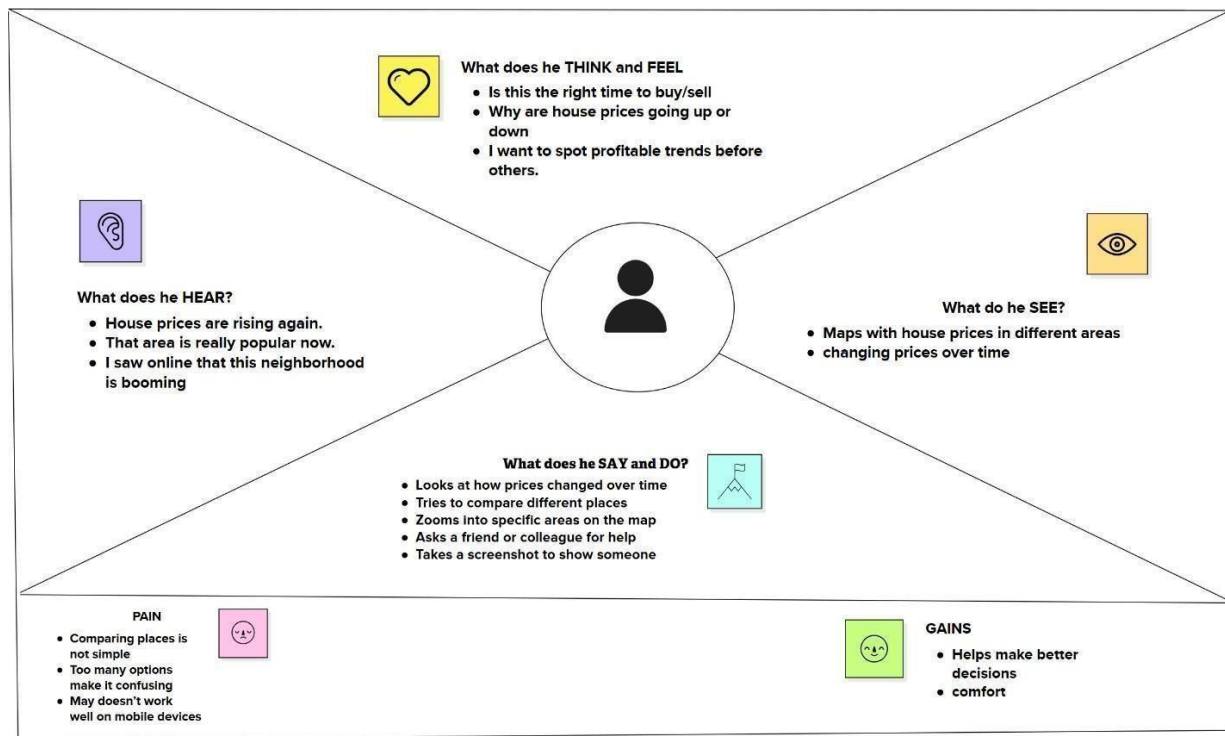 What does he THINK and FEEL
• Is this the right time to buy/sell
• Why are house prices going up or
down
• I want to spot profitable trends before
others.
What does he HEAR?
• House prices are rising again.
• That area is really popular now.
• I saw online that this neighborhood
is booming
What do he SEE?
• Maps with house prices in different areas
• changing prices over time
What does he SAY and DO?
• Looks at how prices changed over time
• Tries to compare different places
• Zooms into specific areas on the map
• Asks a friend or colleague for help
• Takes a screenshot to show someone
PAIN
• Comparing places is
not simple
• Too many options
make it confusing
• May doesn't work
well on mobile devices
GAINS
• Helps make better
decisions
• comfort